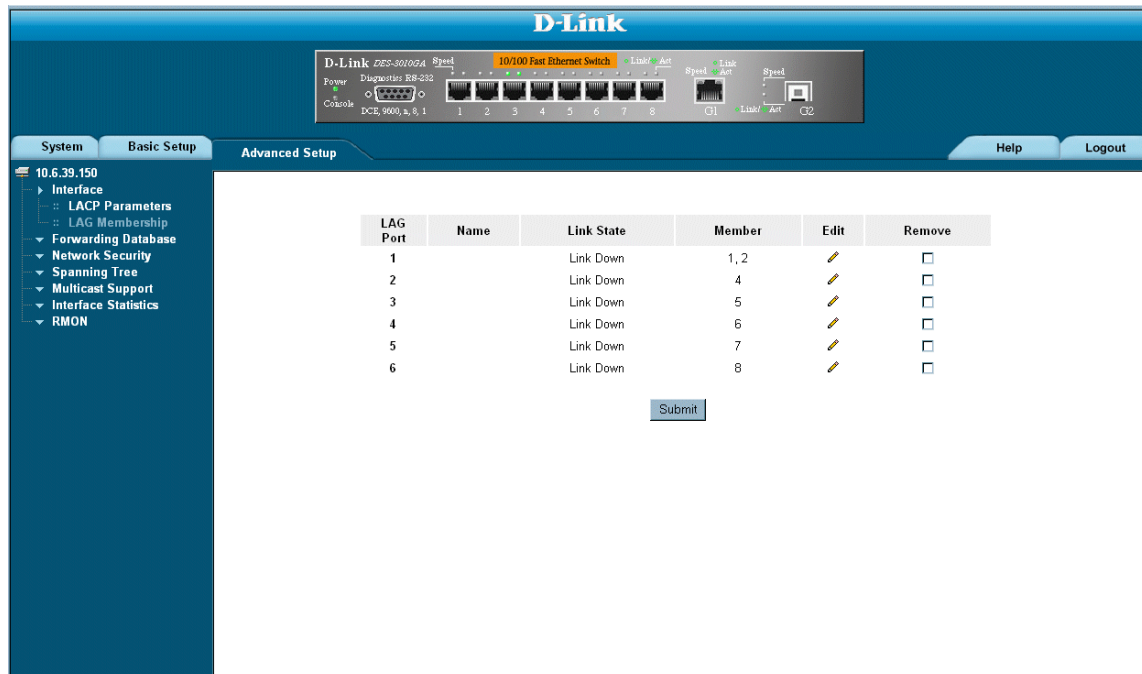 D-Link
D-Link DES-3010GA Speed 10/100 Fast Ethernet Switch Link/ Act
Power Diagnostics RS-232
Console DCE, 9600, n, 8, 1
1 2 3 4 5 6 7 8
Link
Speed Act
G1
Speed
Link/ Act G2
System Basic Setup Advanced Setup Help Logout
10.6.39.150
Interface
LACP Parameters
LAG Membership
Forwarding Database
Network Security
Spanning Tree
Multicast Support
Interface Statistics
RMON
LAG Port Name Link State Member Edit Remove
1 Link Down 1, 2
2 Link Down 4
3 Link Down 5
4 Link Down 6
5 Link Down 7
6 Link Down 8
Submit